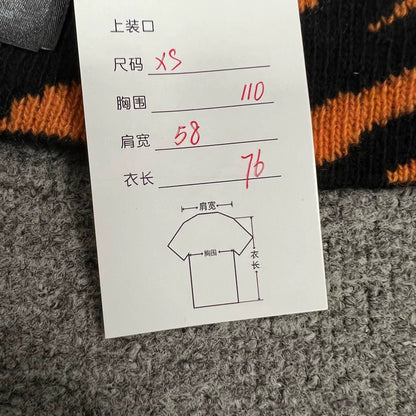 上装口
尺码 XS
胸围 110
肩宽 58
衣长 76
肩宽
胸围
衣长